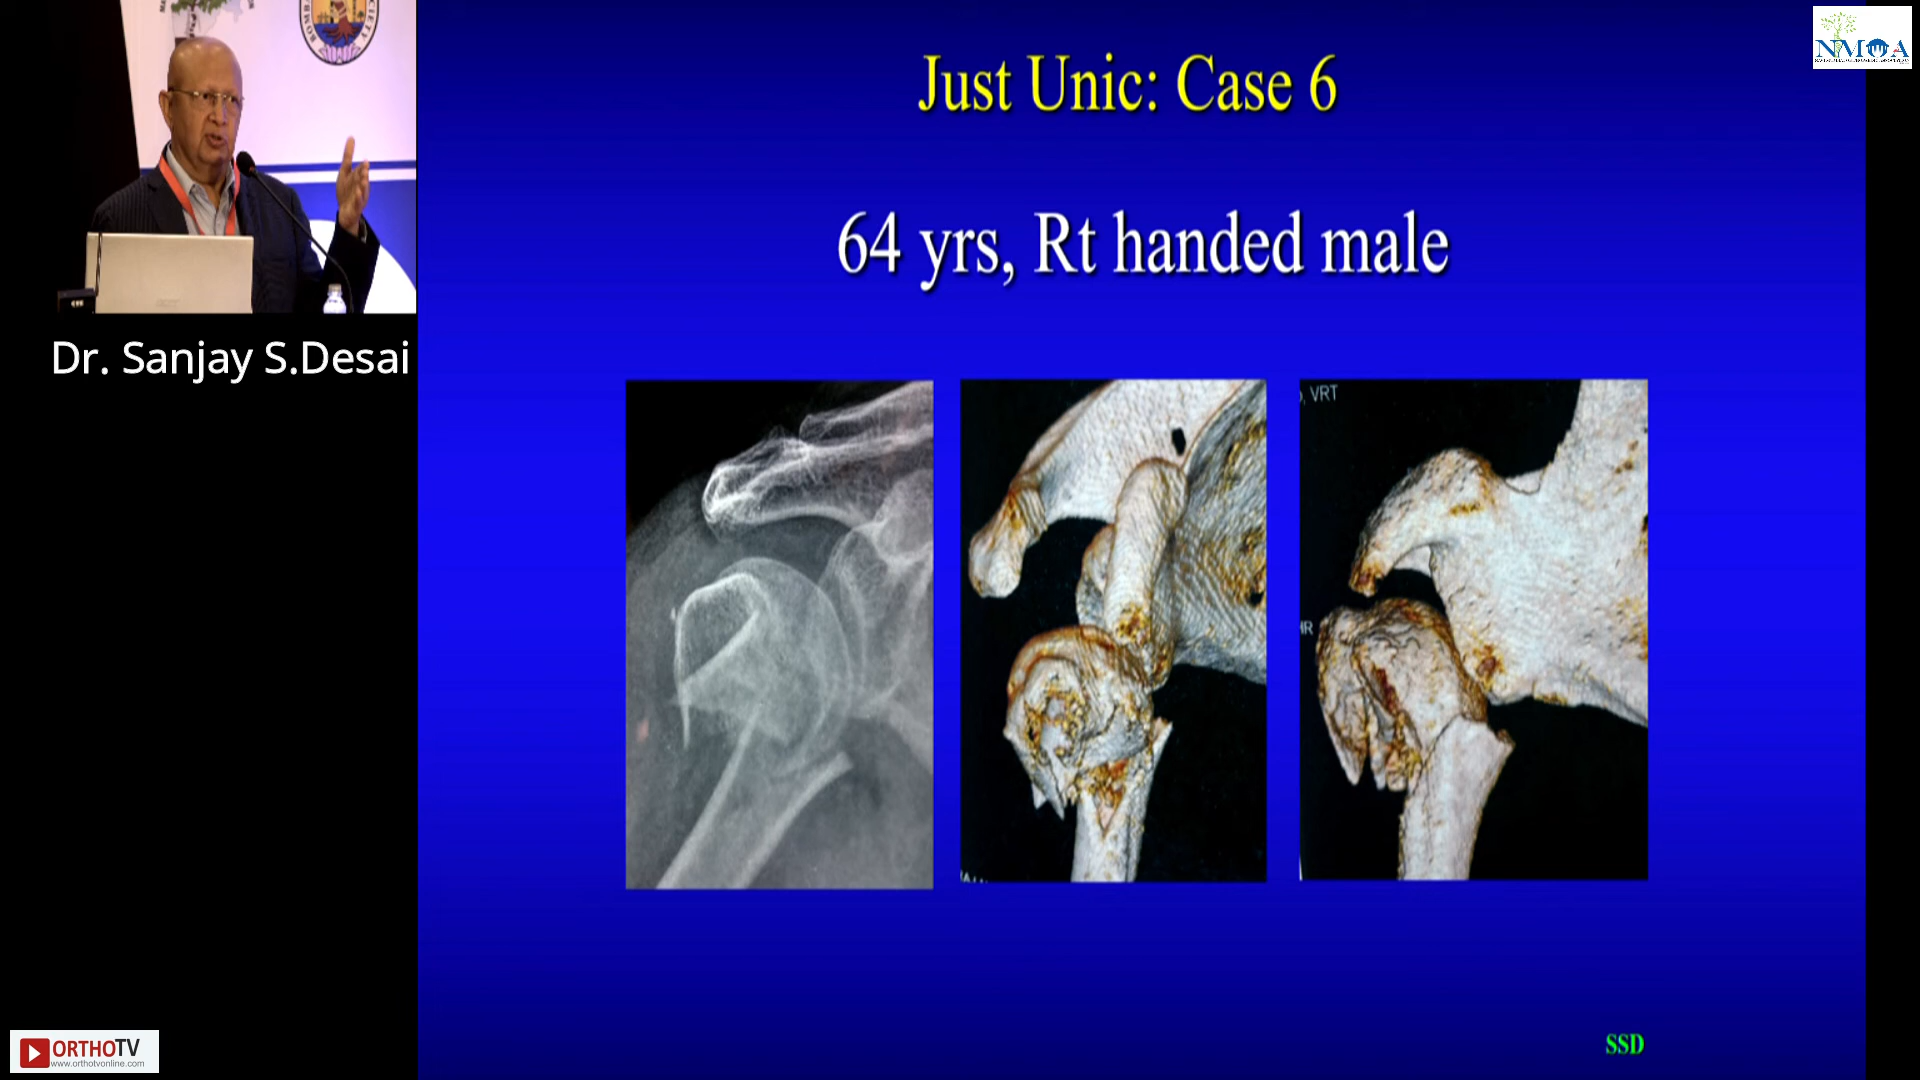 Just Unic: Case 6
NMOA
64 yrs, Rt handed male
Dr. Sanjay S.Desai
VRT
SSD
ORTHOTV
www.orthotvonline.com